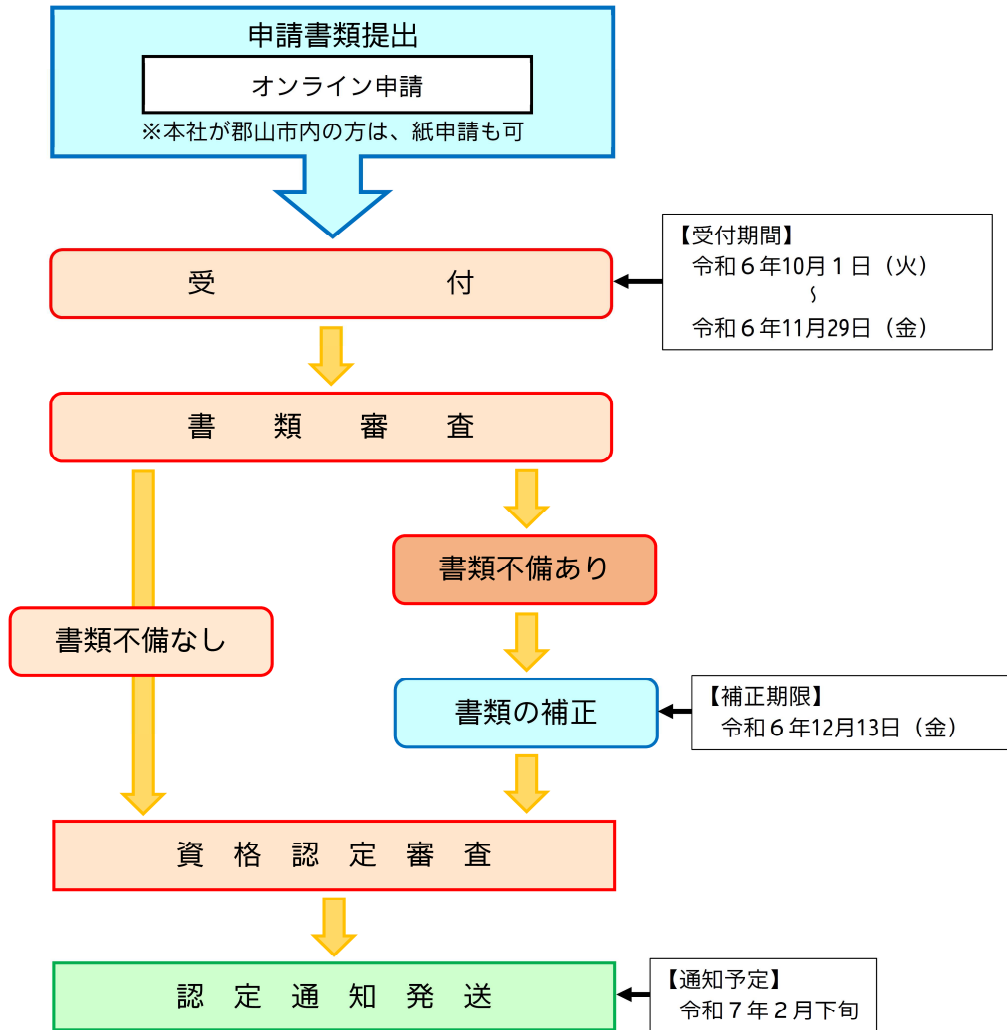 申請書類提出
オンライン申請
※本社が郡山市内の方は、紙申請も可
受　　　　付
【受付期間】
令和６年10月１日（火）
～
令和６年11月29日（金）
書　類　審　査
書類不備あり
書類不備なし
書類の補正
【補正期限】
令和６年12月13日（金）
資　格　認　定　審　査
認　定　通　知　発　送
【通知予定】
令和７年２月下旬